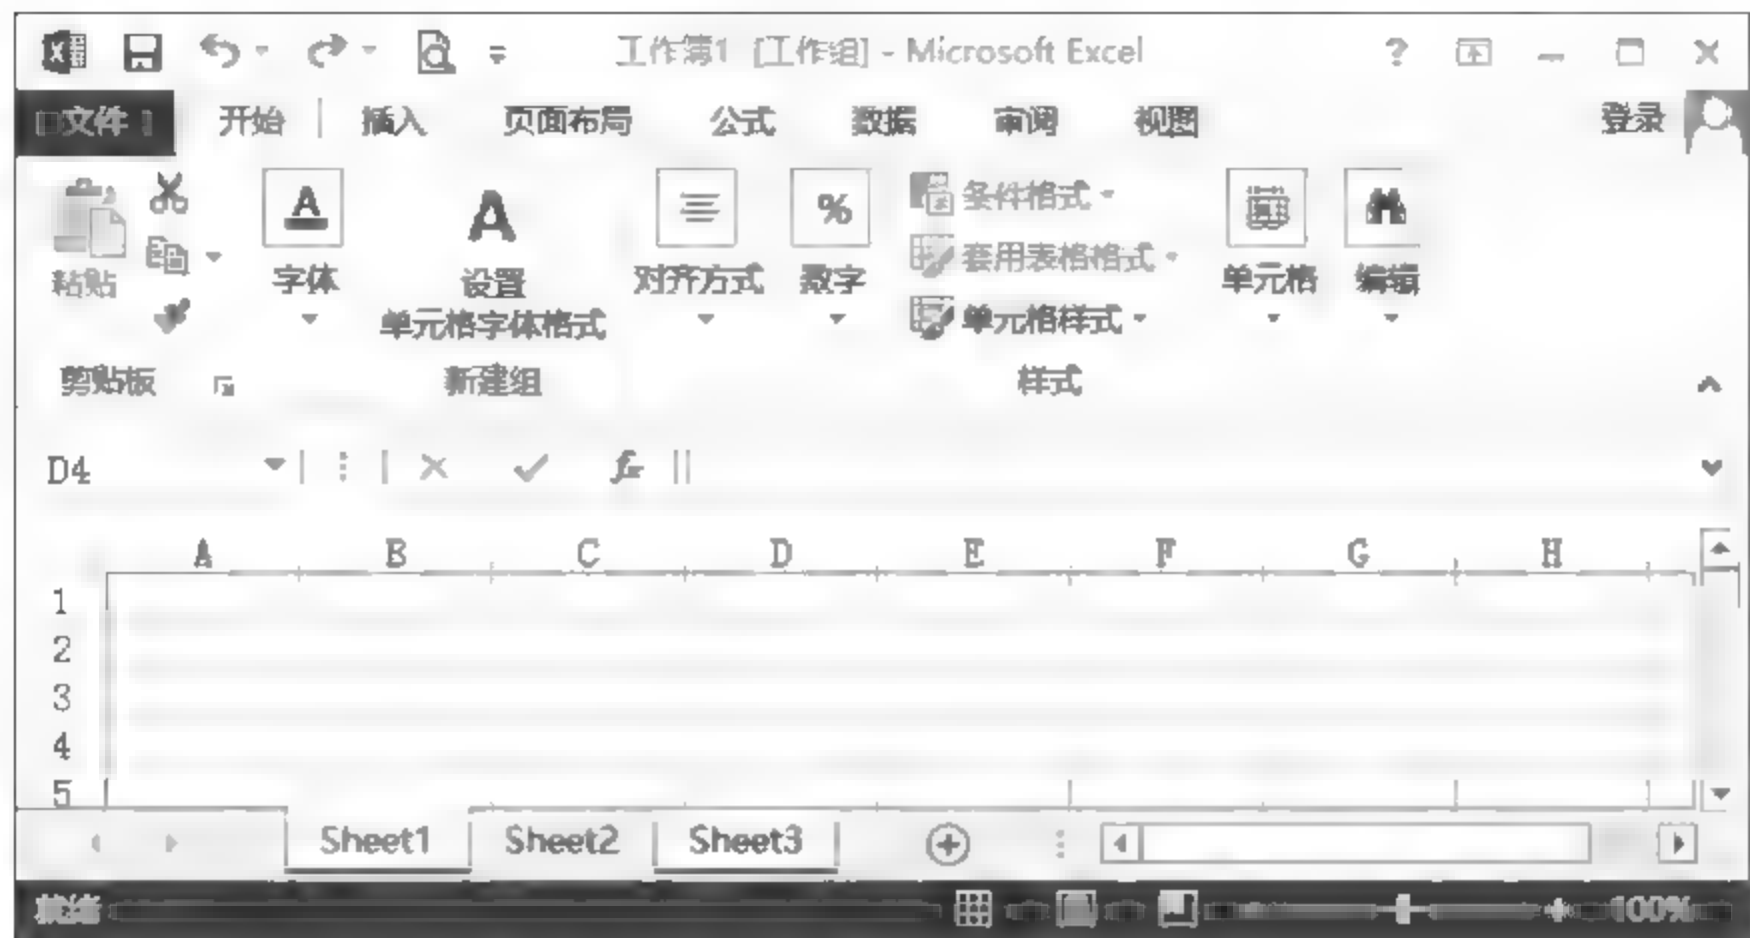 工作簿1 [工作组] - Microsoft Excel
文件 开始 插入 页面布局 公式 数据 审阅 视图 登录
粘贴
剪贴板
字体
设置
单元格字体格式
新建组
对齐方式
数字
条件格式
套用表格格式
单元格样式
样式
单元格
编辑
D4 fx
A B C D E F G H
1
2
3
4
5
Sheet1 Sheet2 Sheet3
就绪 100%